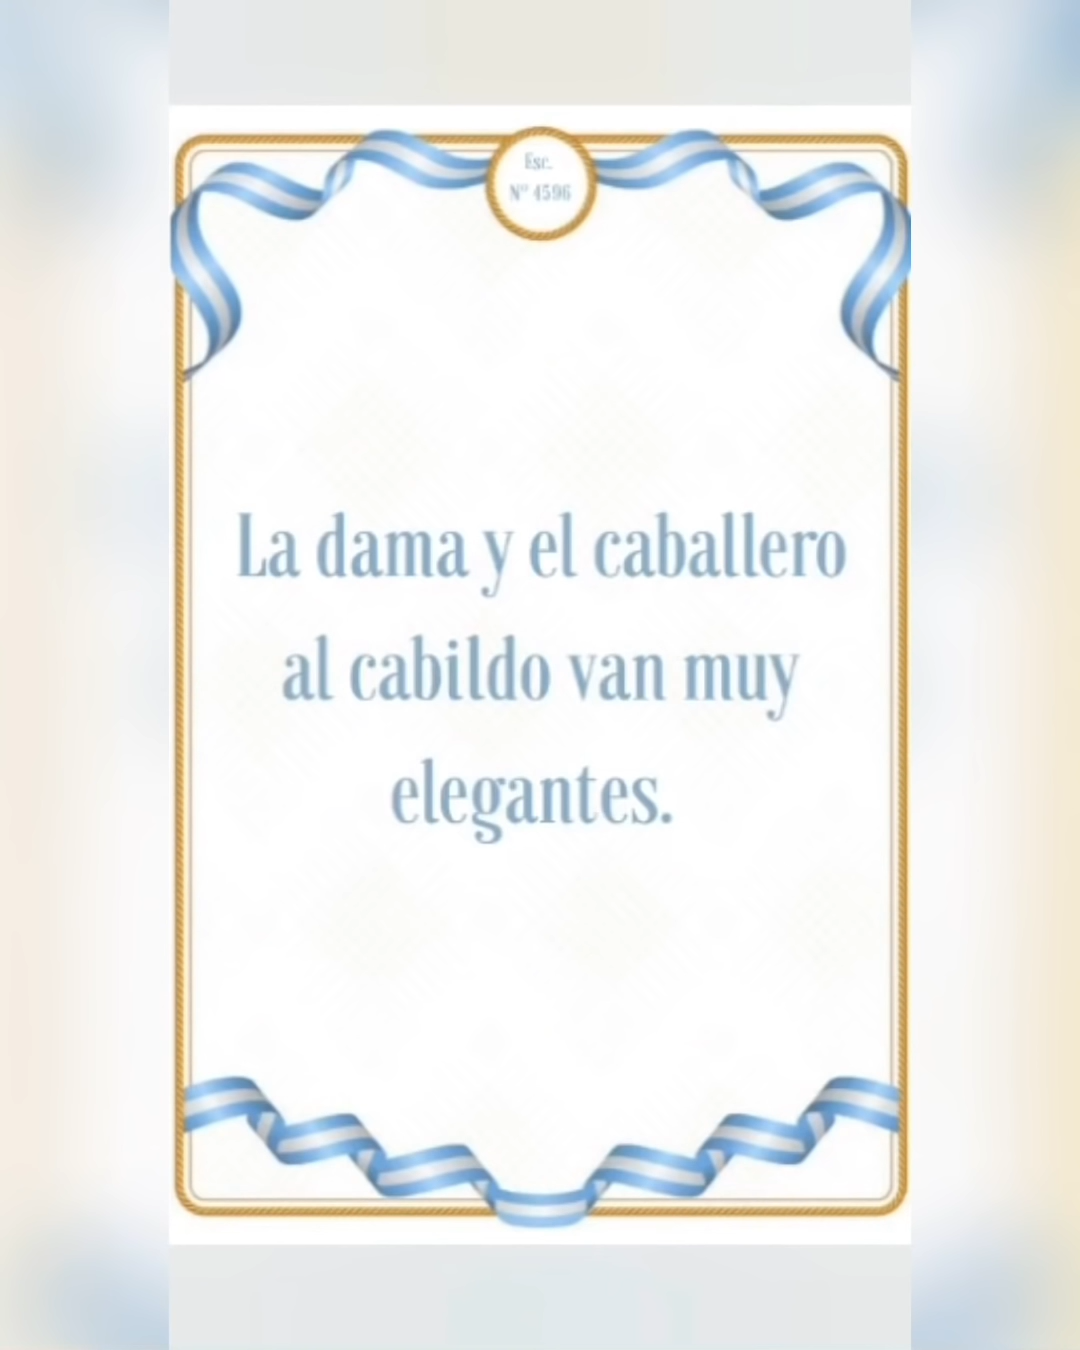 Esc.
Nº 4596
La dama y el caballero
al cabildo van muy
elegantes.